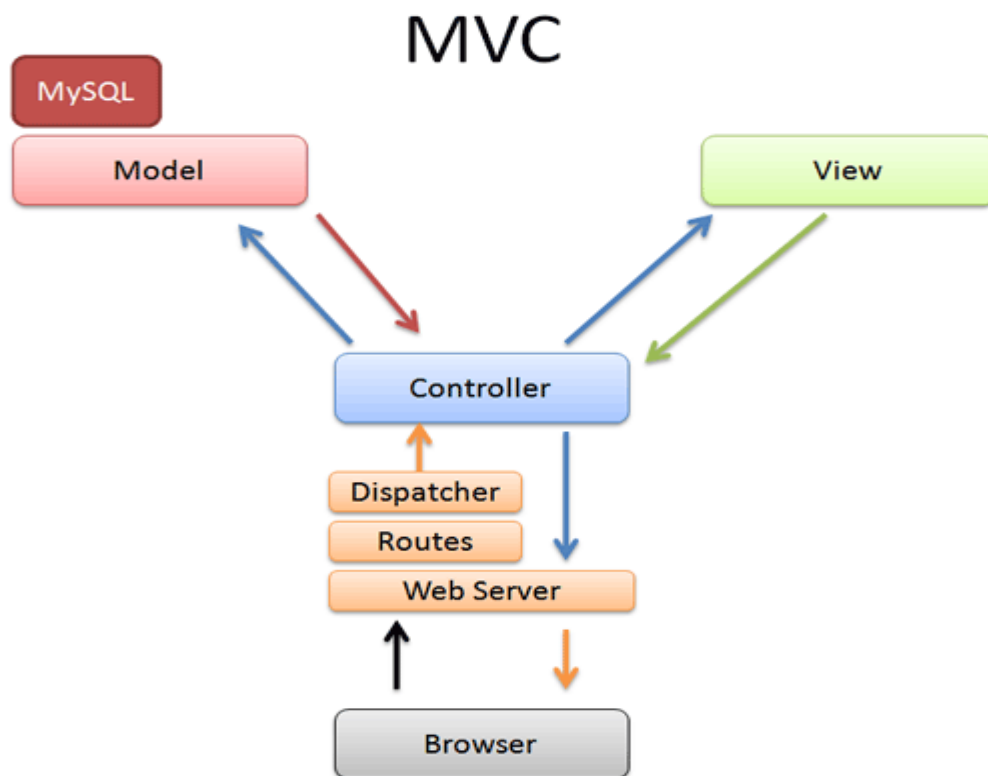 MVC
MySQL
Model
View
Controller
Dispatcher
Routes
Web Server
Browser